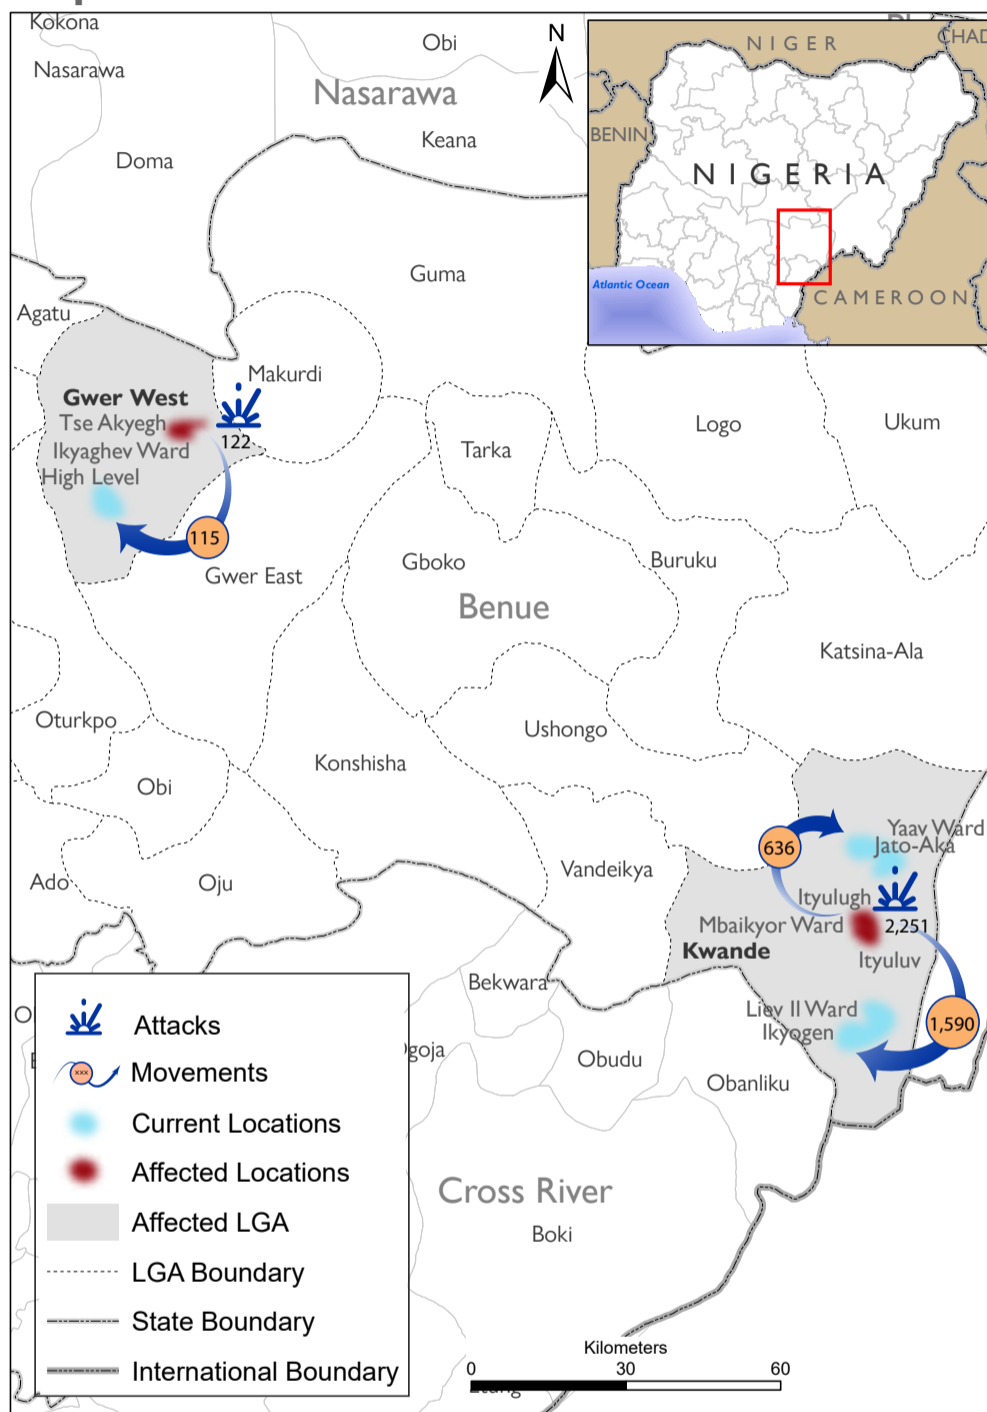 Kokona
Nasarawa
Obi
Nasarawa
Keana
Doma
N
NIGER
CHAD
BENIN
NIGERIA
Atlantic Ocean
CAMEROON
Guma
Agatu
Makurdi
Gwer West
Tse Akyegh
122
Ikyaghev Ward
High Level
115
Gwer East
Tarka
Logo
Ukum
Gboko
Buruku
Benue
Katsina-Ala
Oturkpo
Ushongo
Obi
Konshisha
Ado
Oju
Vandeikya
636
Yaav Ward
Jato-Aka
Ityulugh
Mbaikyor Ward
2,251
Kwande
Ityuluv
Bekwara
Liev II Ward
Ikyogen
1,590
Ogoja
Obudu
Obanliku
Cross River
Boki
Attacks
xxx
Movements
Current Locations
Affected Locations
Affected LGA
LGA Boundary
State Boundary
International Boundary
Kilometers
0 30 60